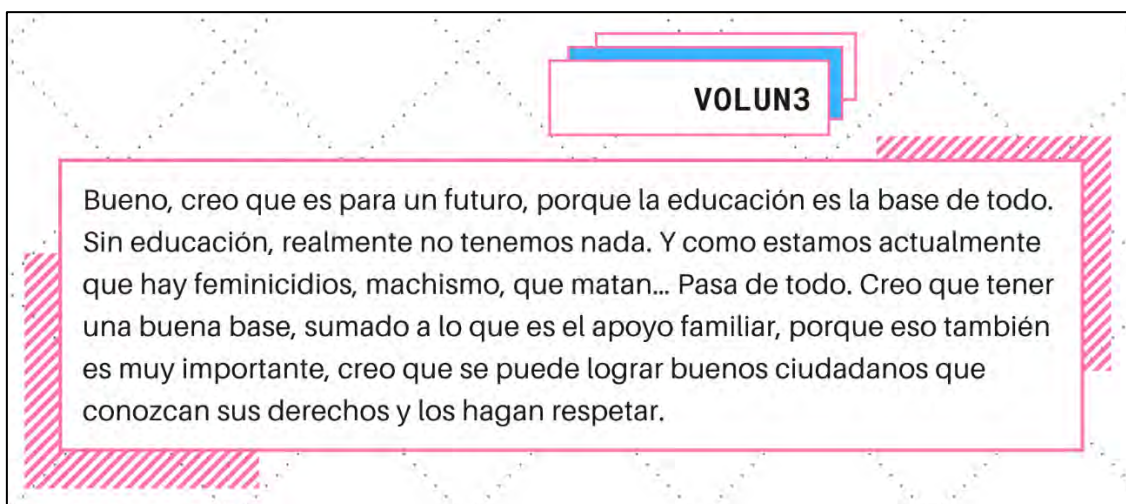 VOLUN3
Bueno, creo que es para un futuro, porque la educación es la base de todo.
Sin educación, realmente no tenemos nada. Y como estamos actualmente
que hay feminicidios, machismo, que matan... Pasa de todo. Creo que tener
una buena base, sumado a lo que es el apoyo familiar, porque eso también
es muy importante, creo que se puede lograr buenos ciudadanos que
conozcan sus derechos y los hagan respetar.